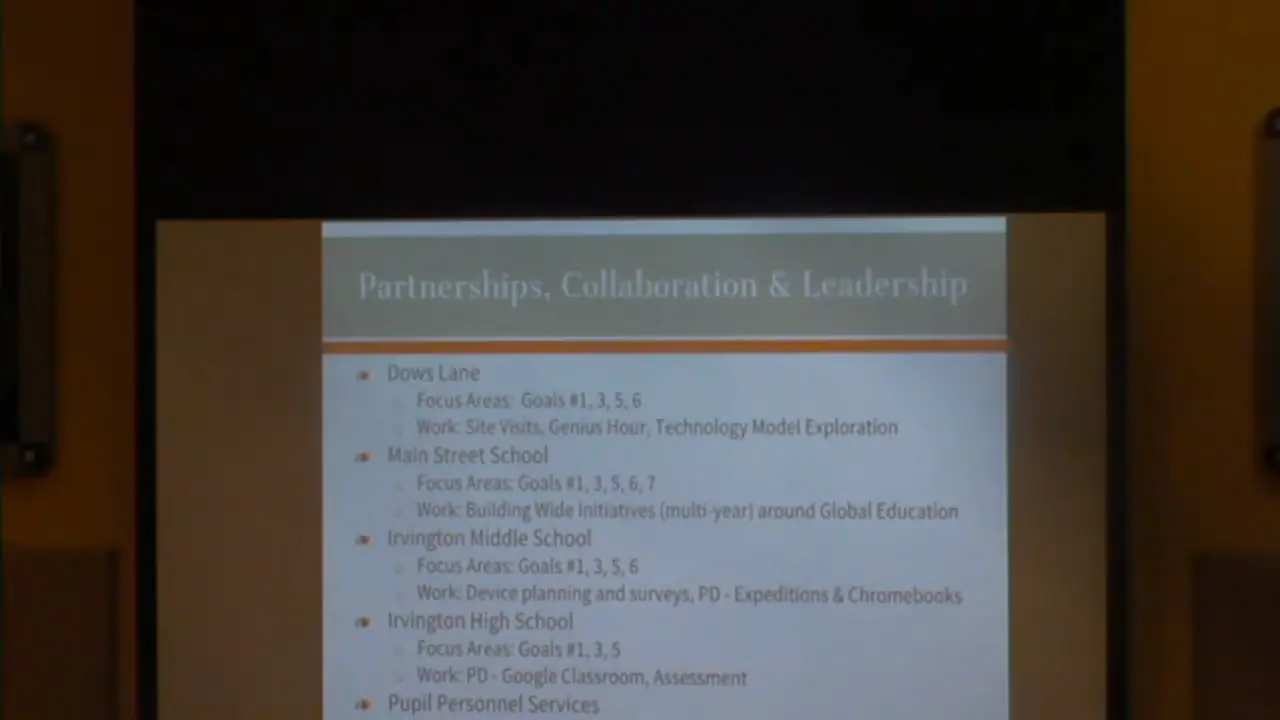 Partnerships, Collaboration & Leadership
Dows Lane
Focus Areas: Goals #1, 3, 5, 6
Work: Site Visits, Genius Hour, Technology Model Exploration
Main Street School
Focus Areas: Goals #1, 3, 5, 6, 7
Work: Building Wide Initiatives (multi-year) around Global Education
Irvington Middle School
Focus Areas: Goals #1, 3, 5, 6
Work: Device planning and surveys, PD - Expeditions & Chromebooks
Irvington High School
Focus Areas: Goals #1, 3, 5
Work: PD - Google Classroom, Assessment
Pupil Personnel Services